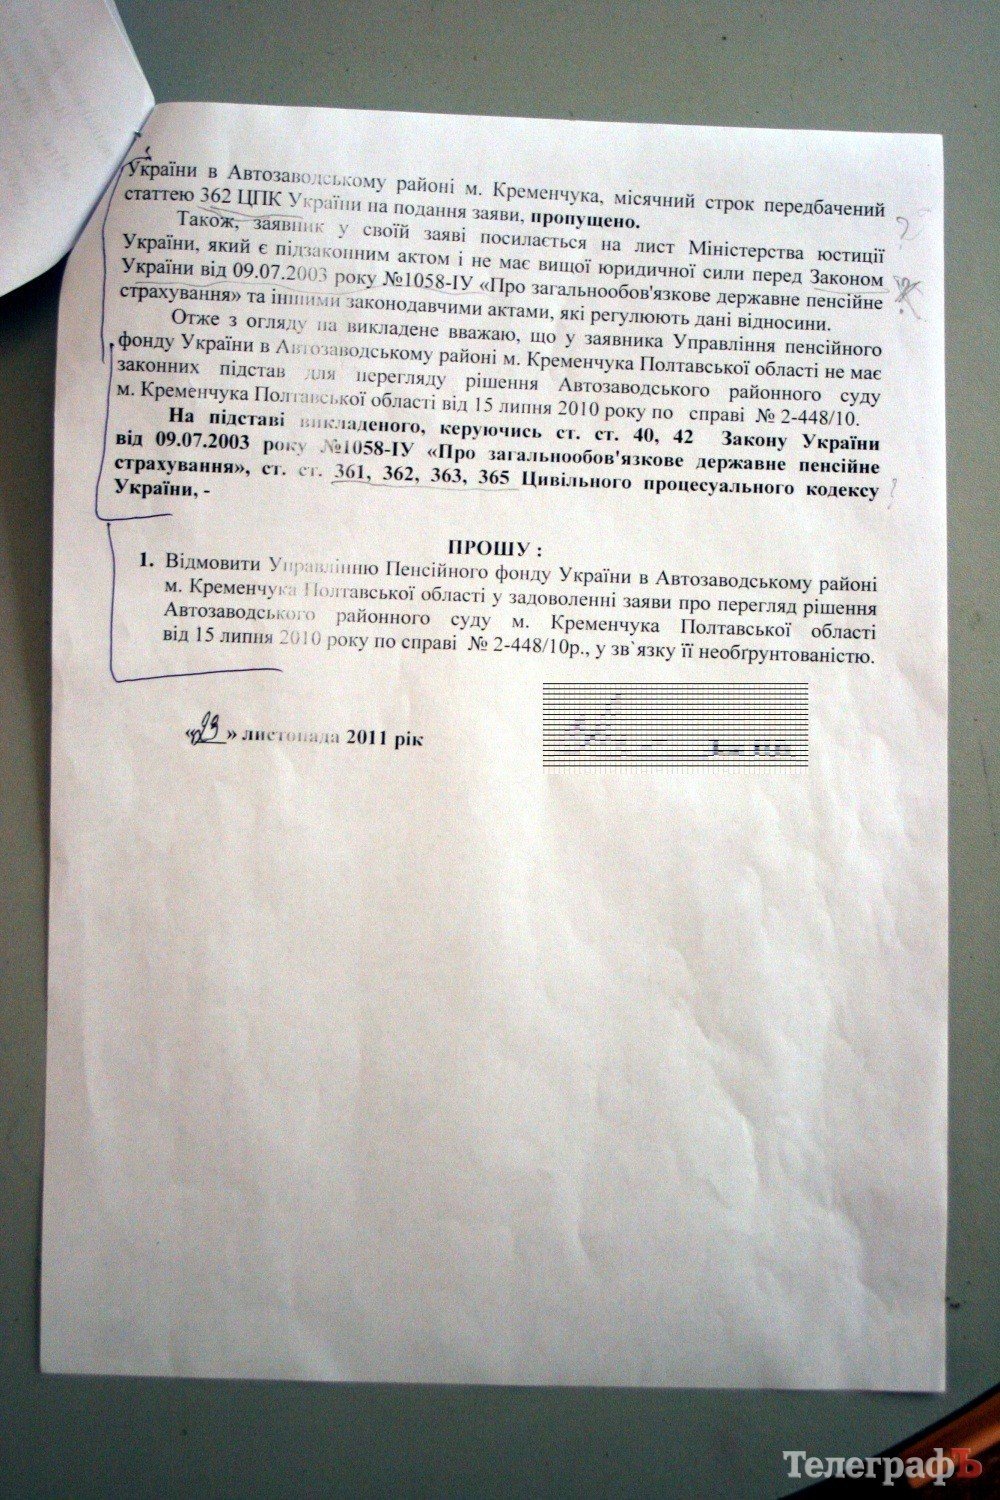 України в Автозаводському районі м. Кременчука, місячний строк передбачений
статтею 362 ЦПК України на подання заяви, пропущено.
Також, заявник у своїй заяві посилається на лист Міністерства юстиції
України, який є підзаконним актом і не має вищої юридичної сили перед Законом
України від 09.07.2003 року №1058-ІУ «Про загальнообов'язкове державне пенсійне
страхування» та іншими законодавчими актами, які регулюють дані відносини.
Отже з огляду на викладене вважаю, що у заявника Управління пенсійного
фонду України в Автозаводському районі м. Кременчука Полтавської області не має
законних підстав для перегляду рішення Автозаводського районного суду
м. Кременчука Полтавської області від 15 липня 2010 року по справі № 2-448/10.
На підставі викладеного, керуючись ст. ст. 40, 42 Закону України
від 09.07.2003 року №1058-ІУ «Про загальнообов'язкове державне пенсійне
страхування», ст. ст. 361, 362, 363, 365 Цивільного процесуального кодексу
України, -
ПРОШУ :
1. Відмовити Управлінню Пенсійного фонду України в Автозаводському районі
м. Кременчука Полтавської області у задоволенні заяви про перегляд рішення
Автозаводського районного суду м. Кременчука Полтавської області
від 15 липня 2010 року по справі № 2-448/10р., у зв`язку її необґрунтованістю.
«23» листопада 2011 рік
ТелеграфЪ